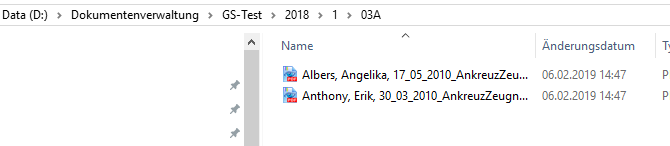 Data (D:) > Dokumentenverwaltung > GS-Test > 2018 > 1 > 03A
Name Änderungsdatum Ty
Albers, Angelika, 17_05_2010_AnkreuzZeu... 06.02.2019 14:47 P
Anthony, Erik, 30_03_2010_AnkreuzZeugn... 06.02.2019 14:47 P